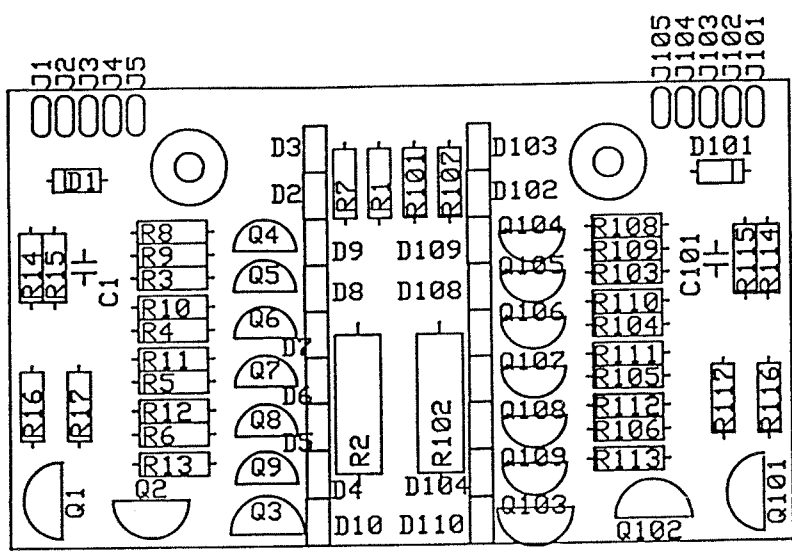 J1
J2
J3
J4
J5
J105
J104
J103
J102
J101
D1
D3
D2
R7
R1
R101
R107
D103
D102
D101
R14
R15
C1
R8
R9
R3
R10
R4
R11
R5
R12
R6
R13
Q4
Q5
Q6
Q7
Q8
Q9
Q3
D9
D8
D7
D6
D5
D4
D10
D109
D108
R2
R102
D104
D110
Q104
Q105
Q106
Q107
Q108
Q109
Q103
R108
R109
R103
R110
R104
R111
R105
R112
R106
R113
C101
R115
R114
R16
R17
R117
R116
Q1
Q2
Q102
Q101